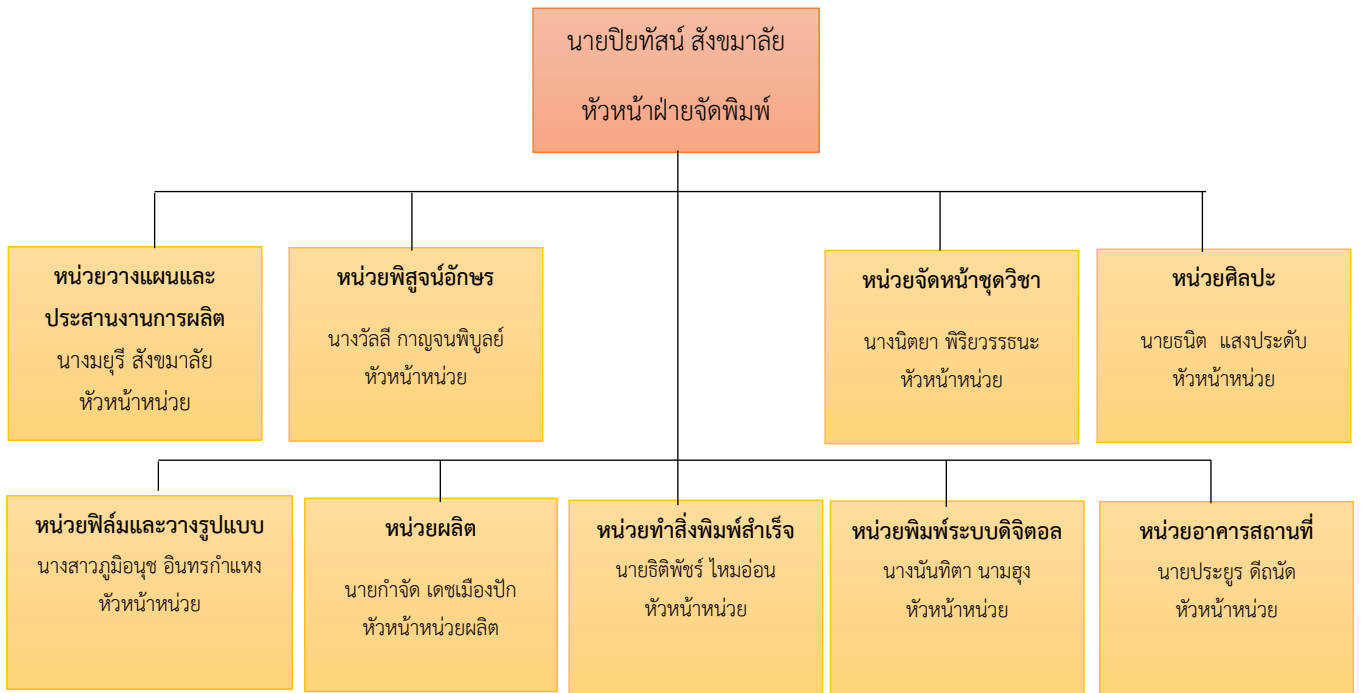 นายปิยทัสน์ สังขมาลัย
หัวหน้าฝ่ายจัดพิมพ์
หน่วยวางแผนและ
ประสานงานการผลิต
นางมยุรี สังขมาลัย
หัวหน้าหน่วย
หน่วยพิสูจน์อักษร
นางวัลลี กาญจนพิบูลย์
หัวหน้าหน่วย
หน่วยจัดหน้าชุดวิชา
นางนิตยา พิริยวรรธนะ
หัวหน้าหน่วย
หน่วยศิลปะ
นายธนิต แสงประดับ
หัวหน้าหน่วย
หน่วยฟิล์มและวางรูปแบบ
นางสาวภูมิอนุช อินทรกำแหง
หัวหน้าหน่วย
หน่วยผลิต
นายกำจัด เดชเมืองปัก
หัวหน้าหน่วยผลิต
หน่วยทำสิ่งพิมพ์สำเร็จ
นายธิติพัชร์ ไหมอ่อน
หัวหน้าหน่วย
หน่วยพิมพ์ระบบดิจิตอล
นางนันทิตา นามฮุง
หัวหน้าหน่วย
หน่วยอาคารสถานที่
นายประยูร ดีถนัด
หัวหน้าหน่วย